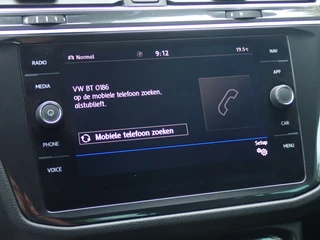 RADIO
MEDIA
PHONE
VOICE
Normal
9:12
19.5°C
VW BT 0186
op de mobiele telefoon zoeken,
alstublieft.
Mobiele telefoon zoeken
Setup
NAV
APP
CAR
MENU